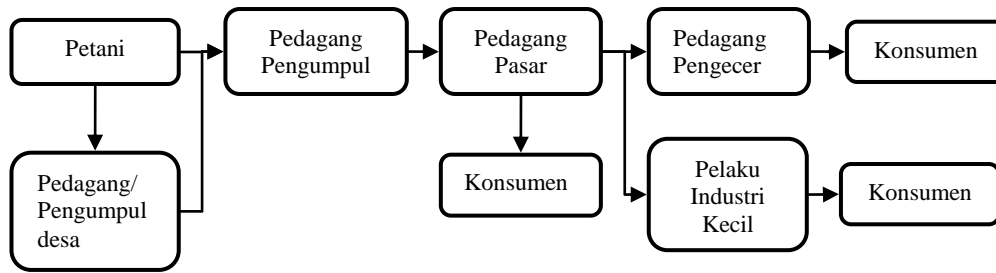 Petani
Pedagang
Pengumpul
Pedagang
Pasar
Pedagang
Pengecer
Konsumen
Pedagang/
Pengumpul
desa
Konsumen
Pelaku
Industri
Kecil
Konsumen